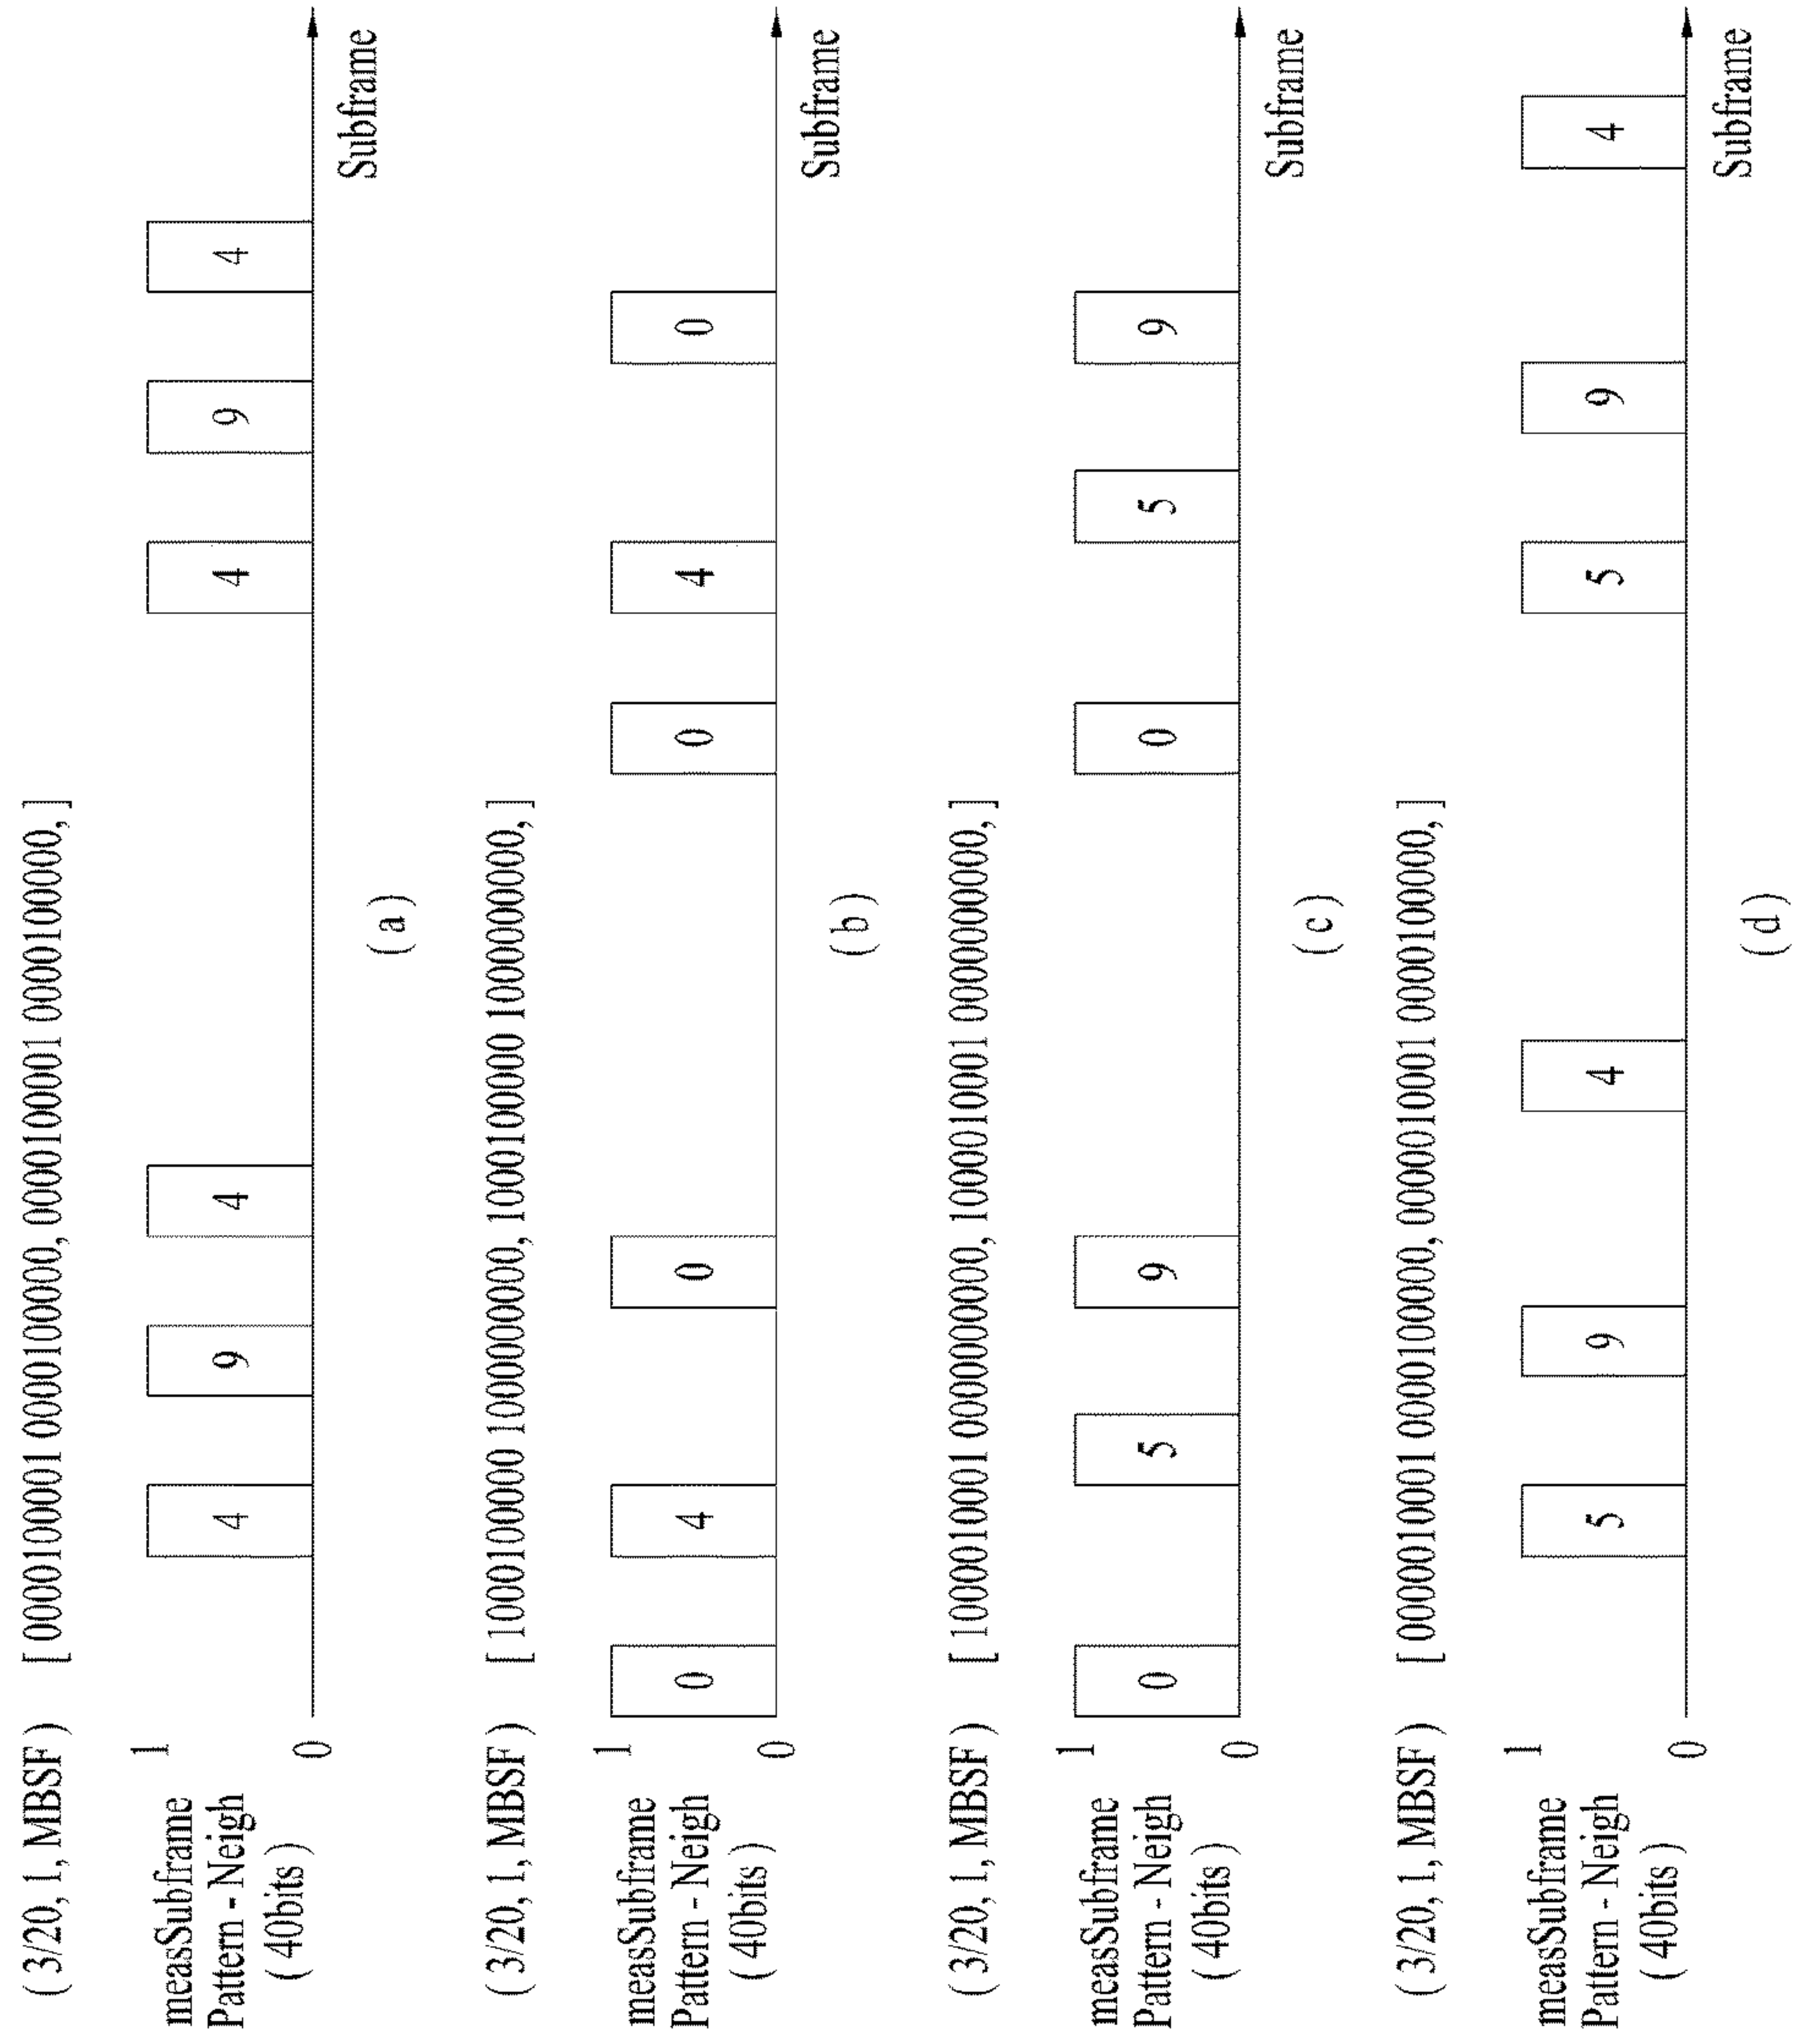 ( 3/20, 1, MBSF ) [ 0000100001 0000100000, 0000100001 0000100000, ]
1
measSubframe
Pattern - Neigh
( 40bits )
4 9 4 4 9 4
0
Subframe
( a )
( 3/20, 1, MBSF ) [ 1000100000 1000000000, 1000100000 1000000000, ]
1
measSubframe
Pattern - Neigh
( 40bits )
0 4 0 0 4 0
0
Subframe
( b )
( 3/20, 1, MBSF ) [ 1000010001 0000000000, 1000010001 0000000000, ]
1
measSubframe
Pattern - Neigh
( 40bits )
0 5 9 0 5 9
0
Subframe
( c )
( 3/20, 1, MBSF ) [ 0000010001 0000100000, 0000010001 0000100000, ]
1
measSubframe
Pattern - Neigh
( 40bits )
5 9 4 5 9 4
0
Subframe
( d )